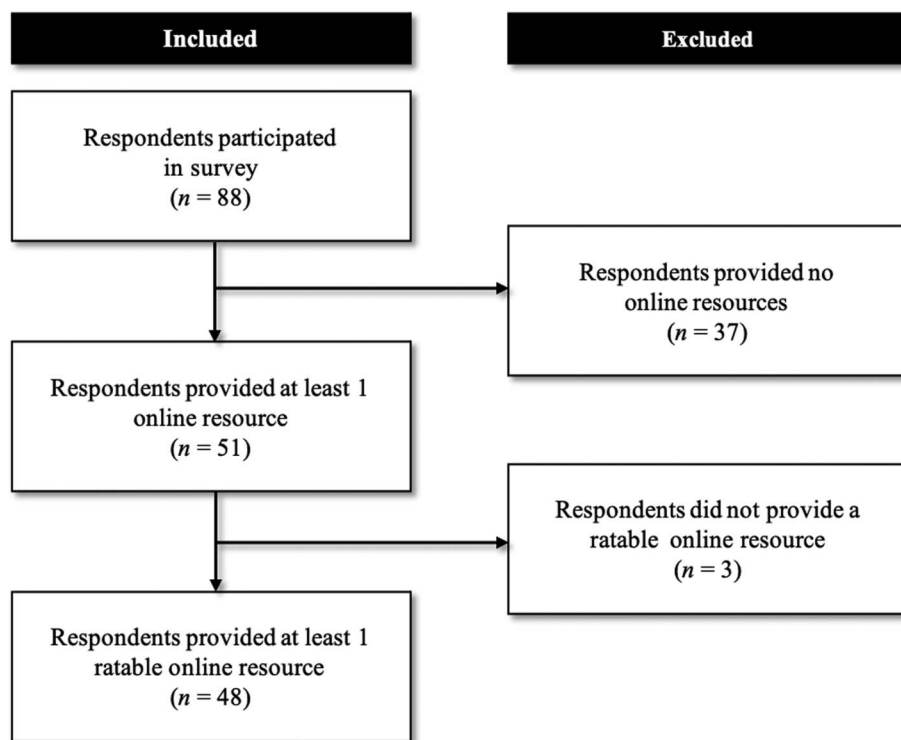 Included
Excluded
Respondents participated
in survey
(n = 88)
Respondents provided no
online resources
(n = 37)
Respondents provided at least 1
online resource
(n = 51)
Respondents did not provide a
ratable online resource
(n = 3)
Respondents provided at least 1
ratable online resource
(n = 48)